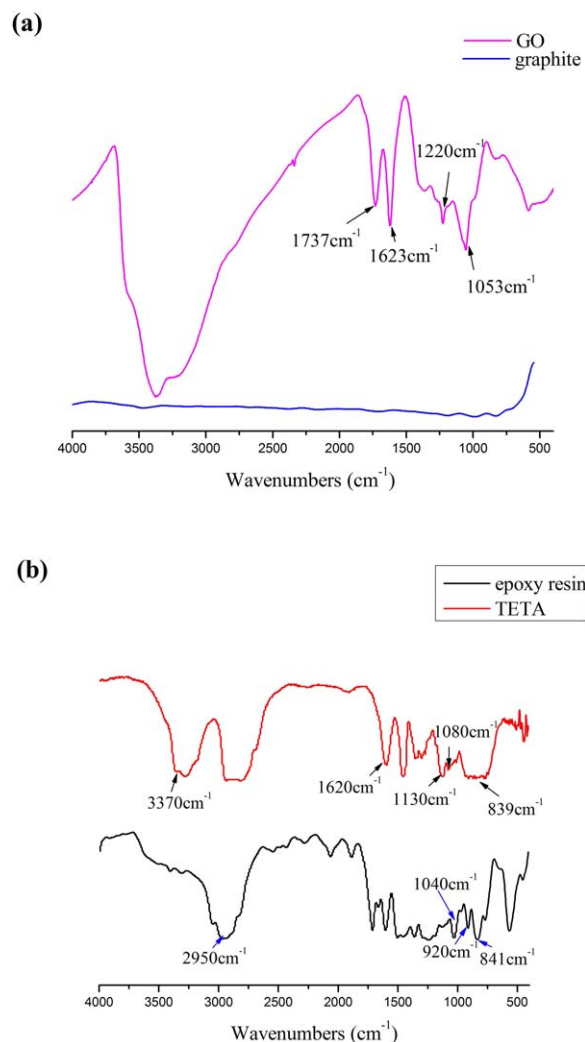 (a)
GO
graphite
1220cm-1
1737cm-1
1623cm-1
1053cm-1
4000 3500 3000 2500 2000 1500 1000 500
Wavenumbers (cm-1)
(b)
epoxy resin
TETA
1080cm-1
3370cm-1
1620cm-1
1130cm-1
839cm-1
1040cm-1
2950cm-1
920cm-1
841cm-1
4000 3500 3000 2500 2000 1500 1000 500
Wavenumbers (cm-1)